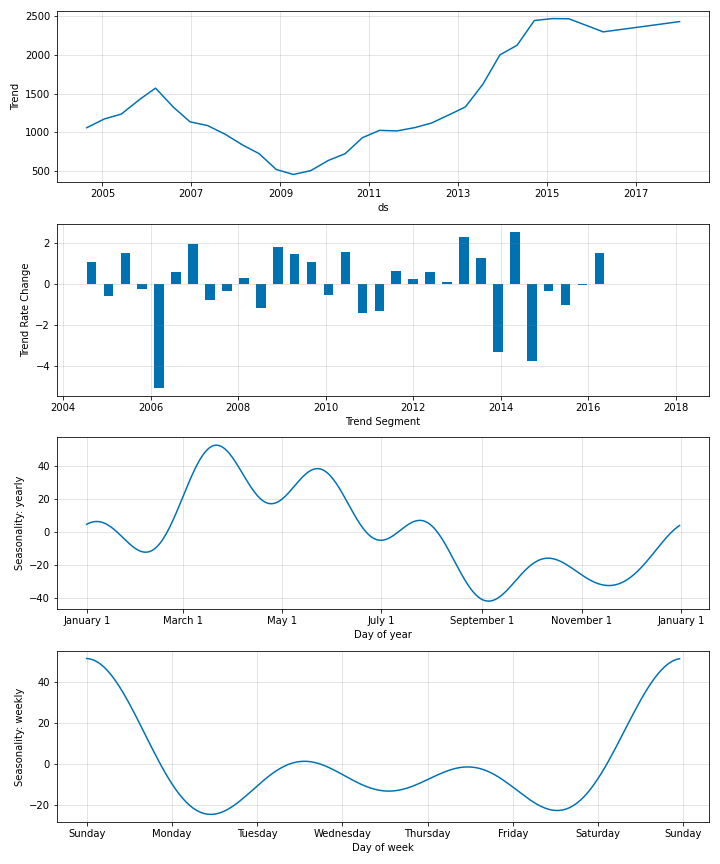 2500
2000
1500
1000
500
Trend
2005 2007 2009 2011 2013 2015 2017
ds
2
0
−2
−4
Trend Rate Change
2004 2006 2008 2010 2012 2014 2016 2018
Trend Segment
40
20
0
−20
−40
Seasonality: yearly
January 1 March 1 May 1 July 1 September 1 November 1 January 1
Day of year
40
20
0
−20
Seasonality: weekly
Sunday Monday Tuesday Wednesday Thursday Friday Saturday Sunday
Day of week